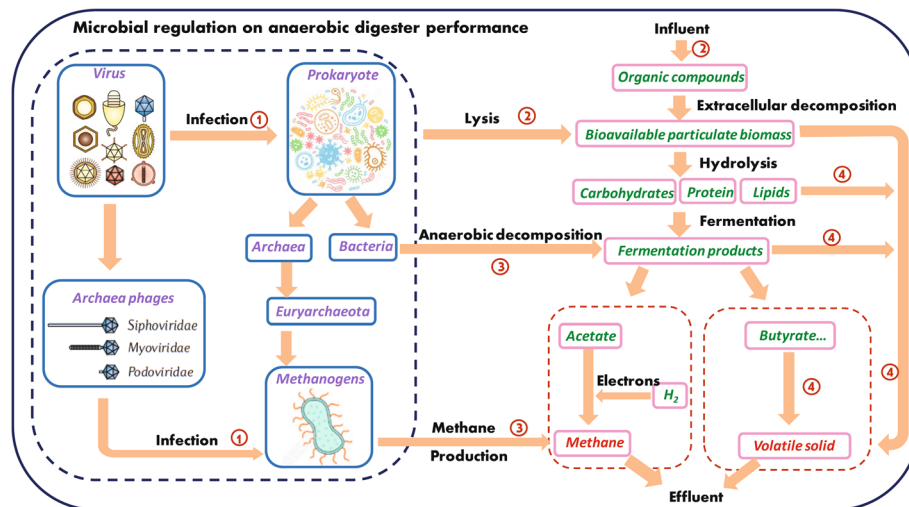 Microbial regulation on anaerobic digester performance
Virus
Infection ①
Prokaryote
Lysis ②
Archaea
Bacteria
Anaerobic decomposition
③
Archaea phages
Siphoviridae
Myoviridae
Podoviridae
Euryarchaeota
Methanogens
Infection ①
Methane ③
Production
Influent
②
Organic compounds
Extracellular decomposition
Bioavailable particulate biomass
Hydrolysis
Carbohydrates
Protein
Lipids
④
Fermentation
Fermentation products
④
Acetate
Electrons
H₂
Methane
Butyrate...
④
Volatile solid
④
Effluent